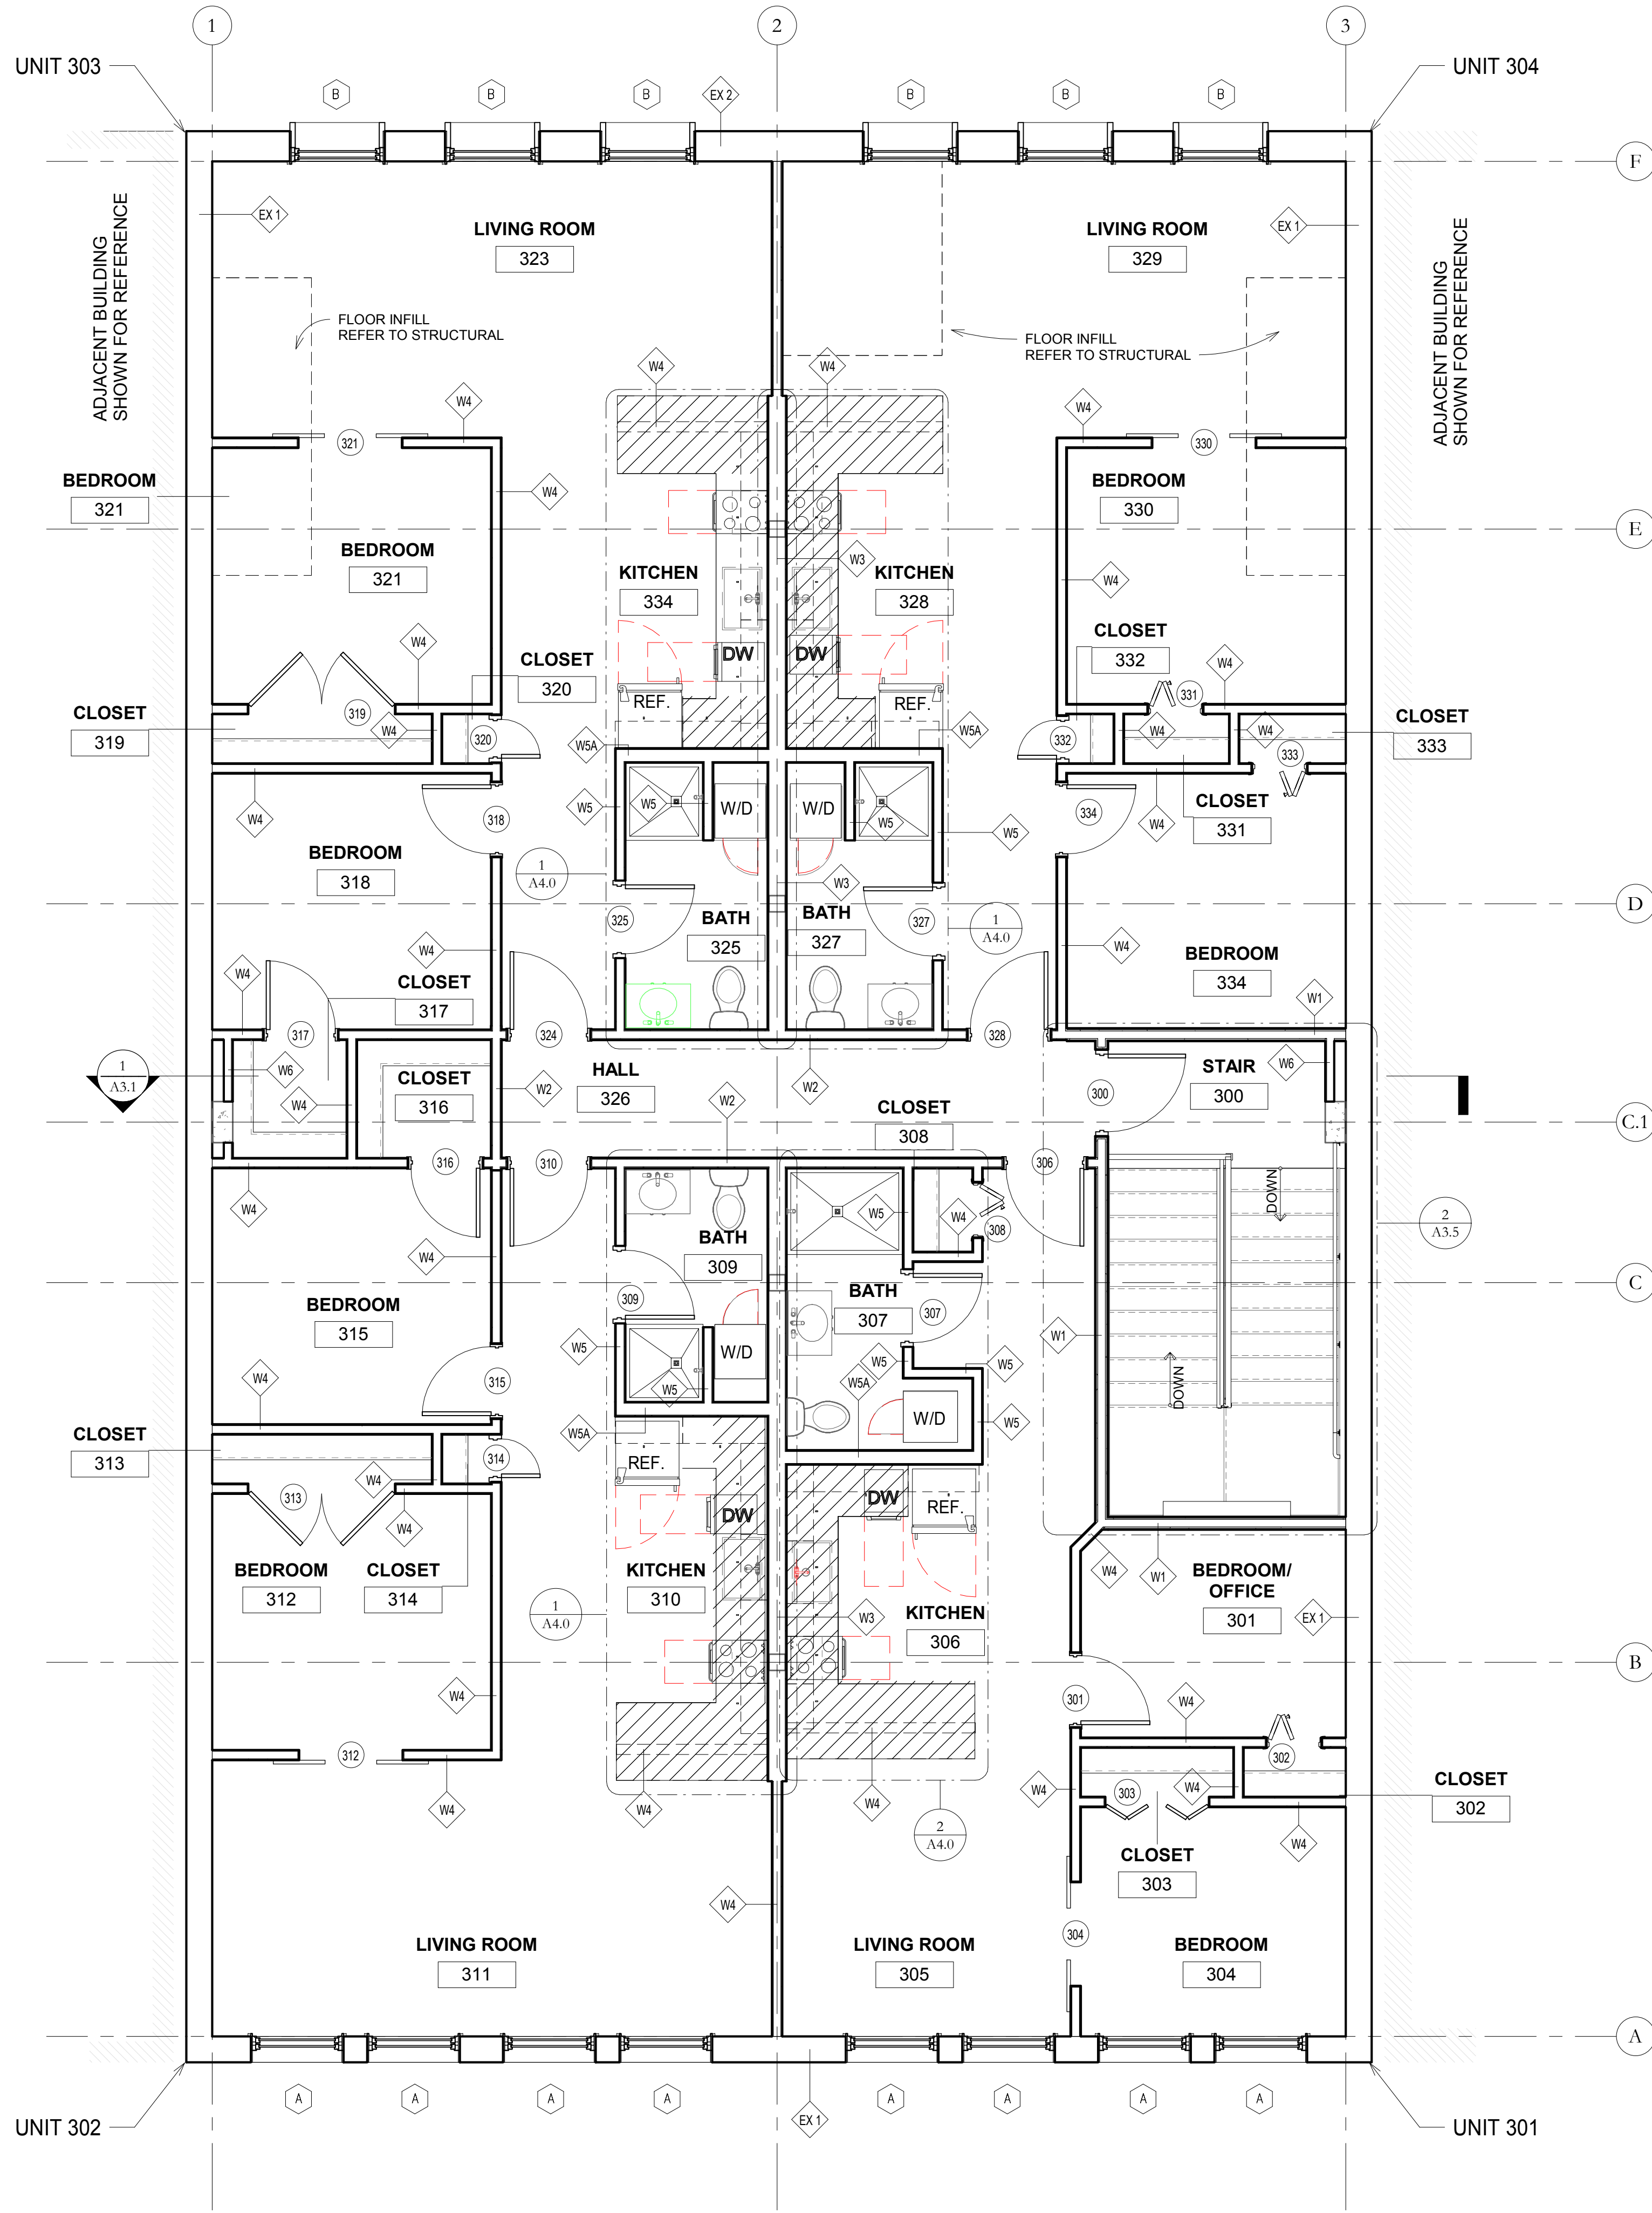 1
2
3
UNIT 303
UNIT 304
B
B
B
EX 2
B
B
B
F
EX 1
EX 1
ADJACENT BUILDING
SHOWN FOR REFERENCE
ADJACENT BUILDING
SHOWN FOR REFERENCE
LIVING ROOM
323
LIVING ROOM
329
FLOOR INFILL
REFER TO STRUCTURAL
FLOOR INFILL
REFER TO STRUCTURAL
W4
W4
W4
W4
321
330
BEDROOM
321
W4
BEDROOM
330
E
BEDROOM
321
KITCHEN
334
W3
KITCHEN
328
W4
CLOSET
332
W4
CLOSET
320
DW
DW
W4
REF.
REF.
331
CLOSET
319
319
W4
320
W5A
W5A
332
W4
W4
333
CLOSET
333
W4
318
W5
W5
W/D
W/D
W5
W5
334
W4
CLOSET
331
BEDROOM
318
1
A4.0
W3
325
BATH
325
BATH
327
327
1
A4.0
D
W4
W4
BEDROOM
334
W4
CLOSET
317
W1
317
324
328
1
A3.1
W6
CLOSET
316
W4
W2
HALL
326
W2
W2
CLOSET
308
300
STAIR
300
W6
C.1
316
310
306
W4
W4
W5
W4
308
DOWN
2
A3.5
BATH
309
309
BATH
307
307
C
BEDROOM
315
W5
W/D
W5
W1
W5
W5
W5A
DOWN
315
W4
W/D
W5
CLOSET
313
W5A
314
W4
REF.
313
DW
DW
REF.
W4
BEDROOM
312
CLOSET
314
KITCHEN
310
1
A4.0
W3
KITCHEN
306
W4
W1
BEDROOM/
OFFICE
301
EX 1
B
W4
301
W4
312
302
W4
W4
W4
W4
303
W4
CLOSET
302
2
A4.0
W4
CLOSET
303
W4
304
LIVING ROOM
311
LIVING ROOM
305
BEDROOM
304
A
A
A
A
A
EX 1
A
A
A
A
UNIT 302
UNIT 301